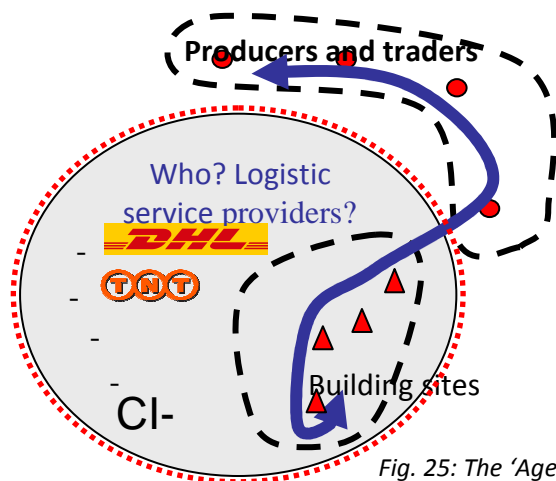 Producers and traders
Who? Logistic
service providers?
- DHL
- TNT
-
-
Building sites
CI-
Fig. 25: The ‘Age